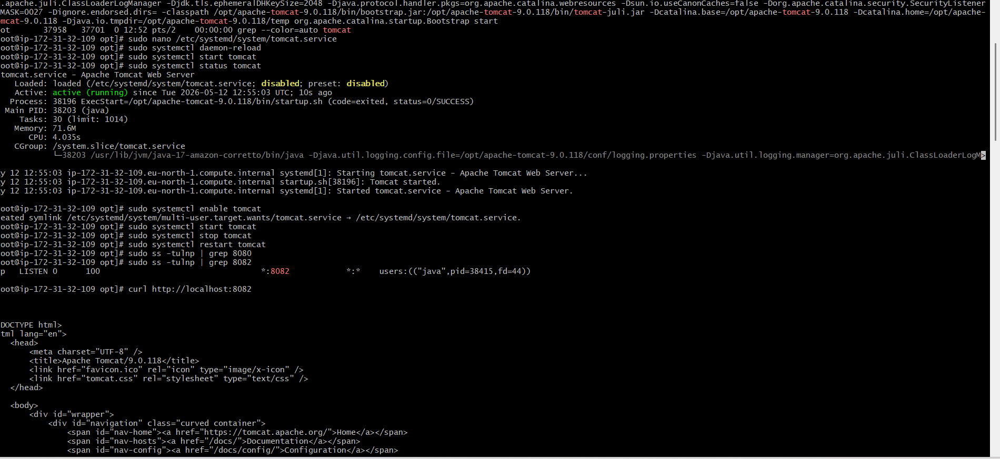 .apache.juli.ClassLoaderLogManager -Djdk.tls.ephemeralDHKeySize=2048 -Djava.protocol.handler.pkgs=org.apache.catalina.webresources -Dsun.io.useCanonCaches=false -Dorg.apache.catalina.security.SecurityListener
MASK=0027 -Dignore.endorsed.dirs= -classpath /opt/apache-tomcat-9.0.118/bin/bootstrap.jar:/opt/apache-tomcat-9.0.118/bin/tomcat-juli.jar -Dcatalina.base=/opt/apache-tomcat-9.0.118 -Dcatalina.home=/opt/apache-
mcat-9.0.118 -Djava.io.tmpdir=/opt/apache-tomcat-9.0.118/temp org.apache.catalina.startup.Bootstrap start
ot       37958   37701  0 12:52 pts/2    00:00:00 grep --color=auto tomcat
oot@ip-172-31-32-109 opt]# sudo nano /etc/systemd/system/tomcat.service
oot@ip-172-31-32-109 opt]# sudo systemctl daemon-reload
oot@ip-172-31-32-109 opt]# sudo systemctl start tomcat
oot@ip-172-31-32-109 opt]# sudo systemctl status tomcat
tomcat.service - Apache Tomcat Web Server
Loaded: loaded (/etc/systemd/system/tomcat.service; disabled; preset: disabled)
Active: active (running) since Tue 2026-05-12 12:55:03 UTC; 10s ago
Process: 38196 ExecStart=/opt/apache-tomcat-9.0.118/bin/startup.sh (code=exited, status=0/SUCCESS)
Main PID: 38203 (java)
Tasks: 30 (limit: 1014)
Memory: 71.6M
CPU: 4.035s
CGroup: /system.slice/tomcat.service
└─38203 /usr/lib/jvm/java-17-amazon-corretto/bin/java -Djava.util.logging.config.file=/opt/apache-tomcat-9.0.118/conf/logging.properties -Djava.util.logging.manager=org.apache.juli.ClassLoaderLogM>
y 12 12:55:03 ip-172-31-32-109.eu-north-1.compute.internal systemd[1]: Starting tomcat.service - Apache Tomcat Web Server...
y 12 12:55:03 ip-172-31-32-109.eu-north-1.compute.internal startup.sh[38196]: Tomcat started.
y 12 12:55:03 ip-172-31-32-109.eu-north-1.compute.internal systemd[1]: Started tomcat.service - Apache Tomcat Web Server.
oot@ip-172-31-32-109 opt]# sudo systemctl enable tomcat
eated symlink /etc/systemd/system/multi-user.target.wants/tomcat.service → /etc/systemd/system/tomcat.service.
oot@ip-172-31-32-109 opt]# sudo systemctl start tomcat
oot@ip-172-31-32-109 opt]# sudo systemctl stop tomcat
oot@ip-172-31-32-109 opt]# sudo systemctl restart tomcat
oot@ip-172-31-32-109 opt]# sudo ss -tulnp | grep 8080
oot@ip-172-31-32-109 opt]# sudo ss -tulnp | grep 8082
p   LISTEN 0      100                                  *:8082            *:*    users:(("java",pid=38415,fd=44))
oot@ip-172-31-32-109 opt]# curl http://localhost:8082
DOCTYPE html>
tml lang="en">
<head>
<meta charset="UTF-8" />
<title>Apache Tomcat/9.0.118</title>
<link href="favicon.ico" rel="icon" type="image/x-icon" />
<link href="tomcat.css" rel="stylesheet" type="text/css" />
</head>
<body>
<div id="wrapper">
<div id="navigation" class="curved container">
<span id="nav-home"><a href="https://tomcat.apache.org/">Home</a></span>
<span id="nav-hosts"><a href="/docs/">Documentation</a></span>
<span id="nav-config"><a href="/docs/config/">Configuration</a></span>